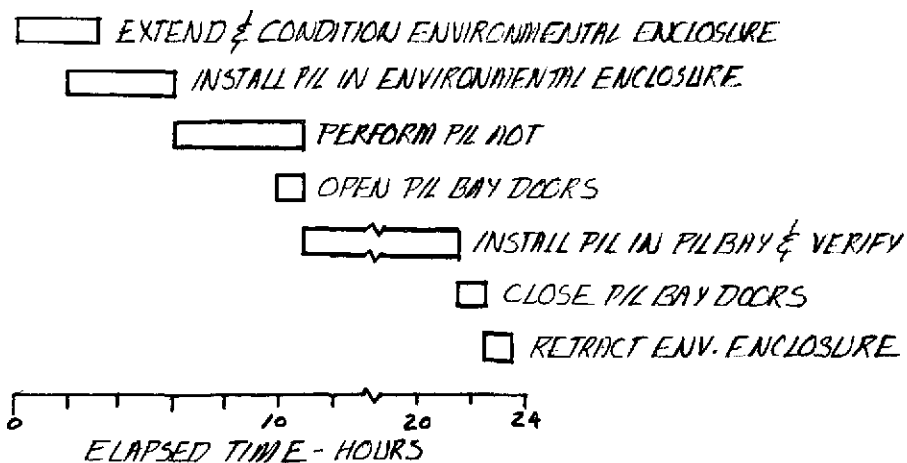 EXTEND & CONDITION ENVIRONMENTAL ENCLOSURE
INSTALL P/L IN ENVIRONMENTAL ENCLOSURE
PERFORM P/L AOT
OPEN P/L BAY DOORS
INSTALL P/L IN P/L BAY & VERIFY
CLOSE P/L BAY DOORS
RETRACT ENV. ENCLOSURE
0 10 20 24
ELAPSED TIME - HOURS